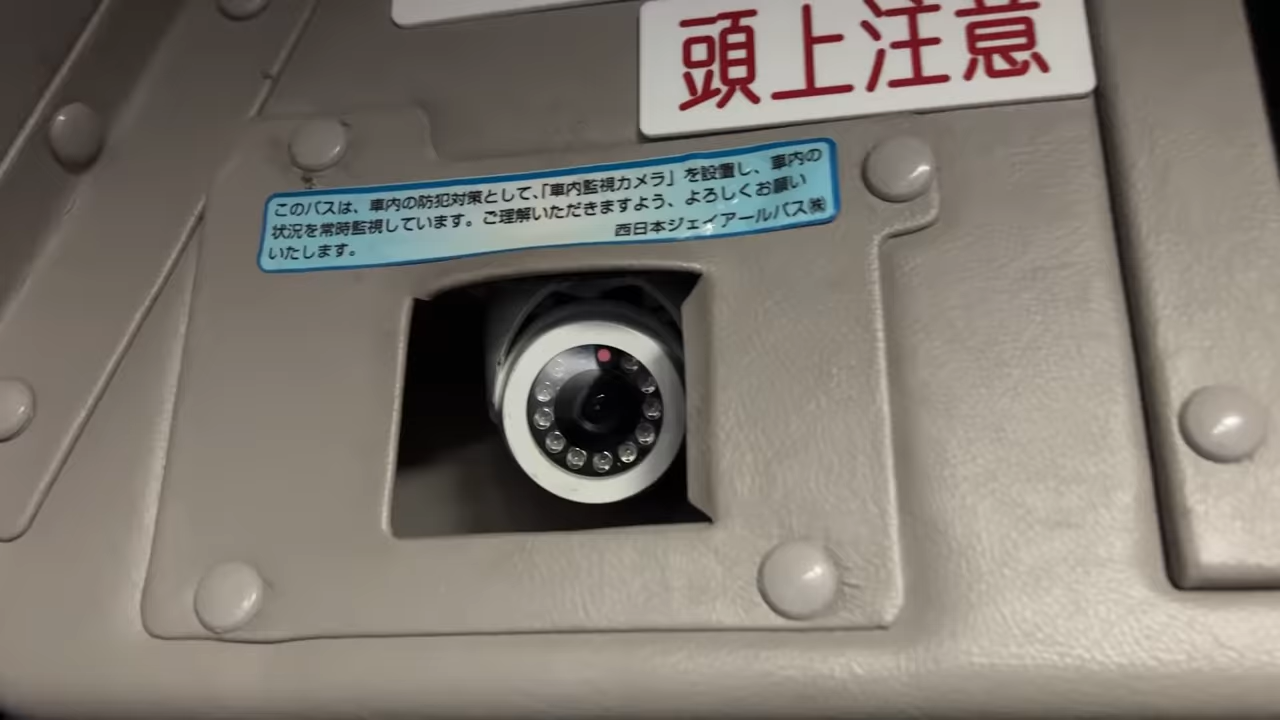 頭上注意
このバスは、車内の防犯対策として、「車内監視カメラ」を設置し、車内の
状況を常時監視しています。ご理解いただきますよう、よろしくお願い
いたします。
西日本ジェイアールバス㈱